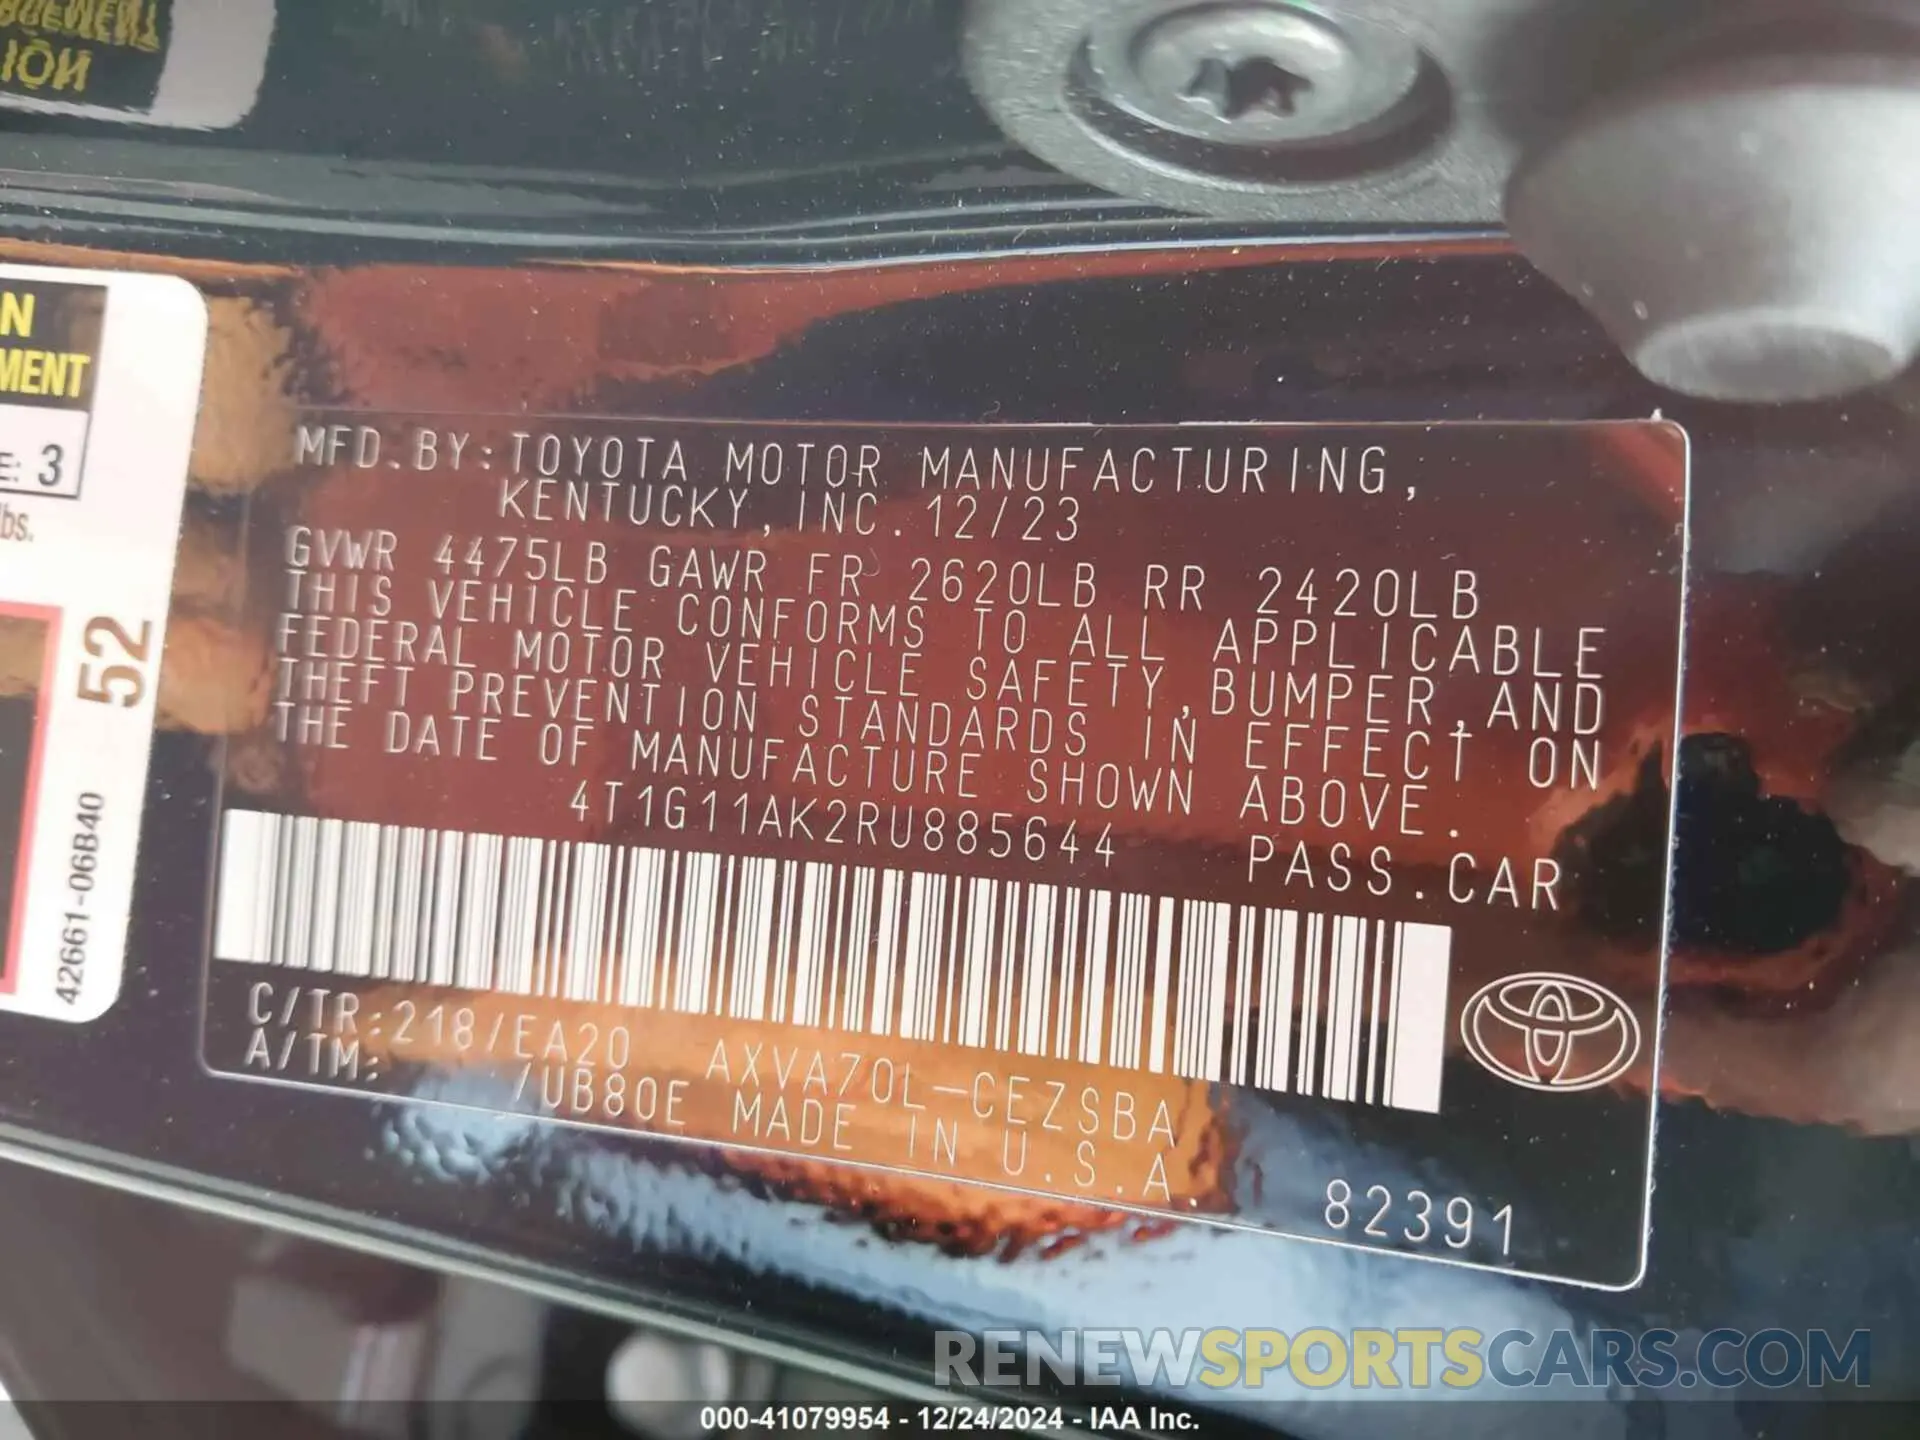 ION
N
MENT
E: 3
lbs.
52
42661-06B40
MFD.BY:TOYOTA MOTOR MANUFACTURING,
KENTUCKY,INC.12/23
GVWR 4475LB GAWR FR 2620LB RR 2420LB
THIS VEHICLE CONFORMS TO ALL APPLICABLE
FEDERAL MOTOR VEHICLE SAFETY,BUMPER,AND
THEFT PREVENTION STANDARDS IN EFFECT ON
THE DATE OF MANUFACTURE SHOWN ABOVE.
4T1G11AK2RU885644 PASS.CAR
C/TR:218/EA20 AXVA70L-CEZSBA
A/TM: /UB80E MADE IN U.S.A.
82391
RENEWSPORTSCARS.COM
000-41079954 - 12/24/2024 - IAA Inc.